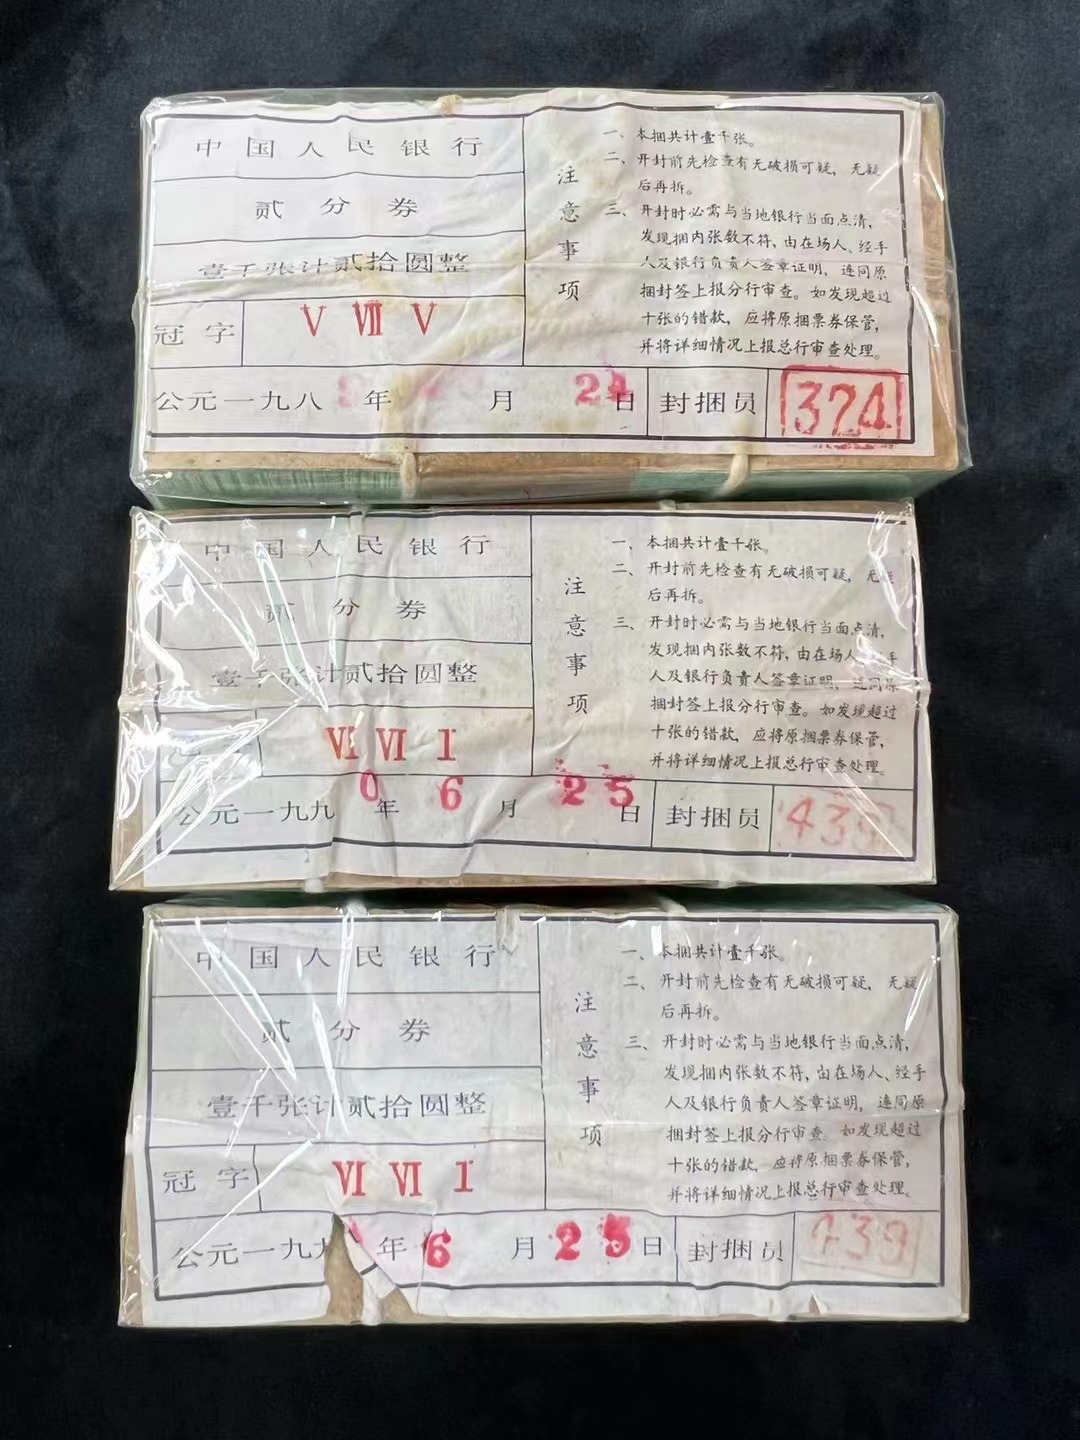 中国人民银行
贰分券
壹千张计贰拾圆整
冠字 V Ⅷ V
公元一九八 年 月 24 日 封捆员 374
注意事项
一、本捆共计壹千张。
二、开封前先检查有无破损可疑，无疑
后再拆。
三、开封时必需与当地银行当面点清，
发现捆内张数不符，由在场人、经手
人及银行负责人签章证明，连同原
捆封签上报分行审查。如发现超过
十张的错款，应将原捆票券保管，
并将详细情况上报总行审查处理。
中国人民银行
贰分券
壹千张计贰拾圆整
冠字 Ⅵ Ⅵ Ⅰ
公元一九九0年 6 月 25 日 封捆员 43
注意事项
一、本捆共计壹千张。
二、开封前先检查有无破损可疑，无
后再拆。
三、开封时必需与当地银行当面点清，
发现捆内张数不符，由在场人、经手
人及银行负责人签章证明，连同原
捆封签上报分行审查。如发现超过
十张的错款，应将原捆票券保管，
并将详细情况上报总行审查处理。
中国人民银行
贰分券
壹千张计贰拾圆整
冠字 Ⅵ Ⅵ Ⅰ
公元一九九 年 6 月 25 日 封捆员 439
注意事项
一、本捆共计壹千张。
二、开封前先检查有无破损可疑，无疑
后再拆。
三、开封时必需与当地银行当面点清，
发现捆内张数不符，由在场人、经手
人及银行负责人签章证明，连同原
捆封签上报分行审查。如发现超过
十张的错款，应将原捆票券保管，
并将详细情况上报总行审查处理。